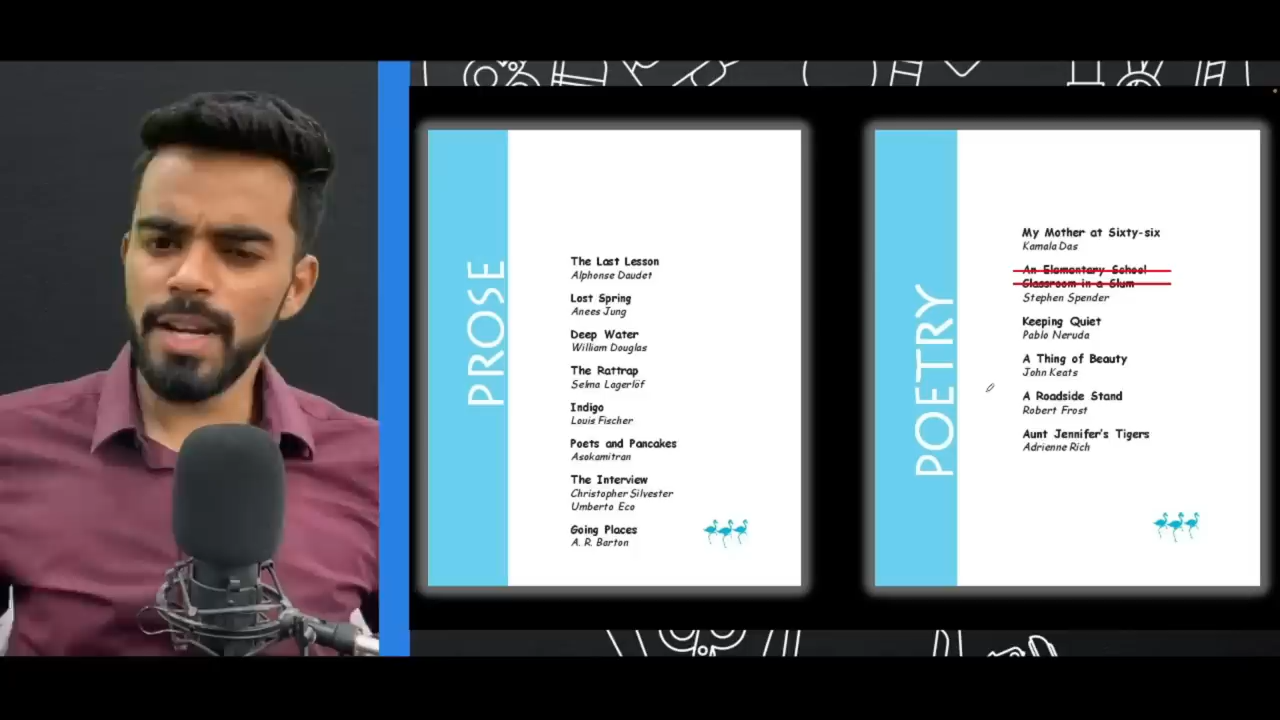 PROSE
The Last Lesson
Alphonse Daudet
Lost Spring
Anees Jung
Deep Water
William Douglas
The Rattrap
Selma Lagerlöf
Indigo
Louis Fischer
Poets and Pancakes
Asokamitran
The Interview
Christopher Silvester
Umberto Eco
Going Places
A. R. Barton
POETRY
My Mother at Sixty-six
Kamala Das
An Elementary School
Classroom in a Slum
Stephen Spender
Keeping Quiet
Pablo Neruda
A Thing of Beauty
John Keats
A Roadside Stand
Robert Frost
Aunt Jennifer's Tigers
Adrienne Rich